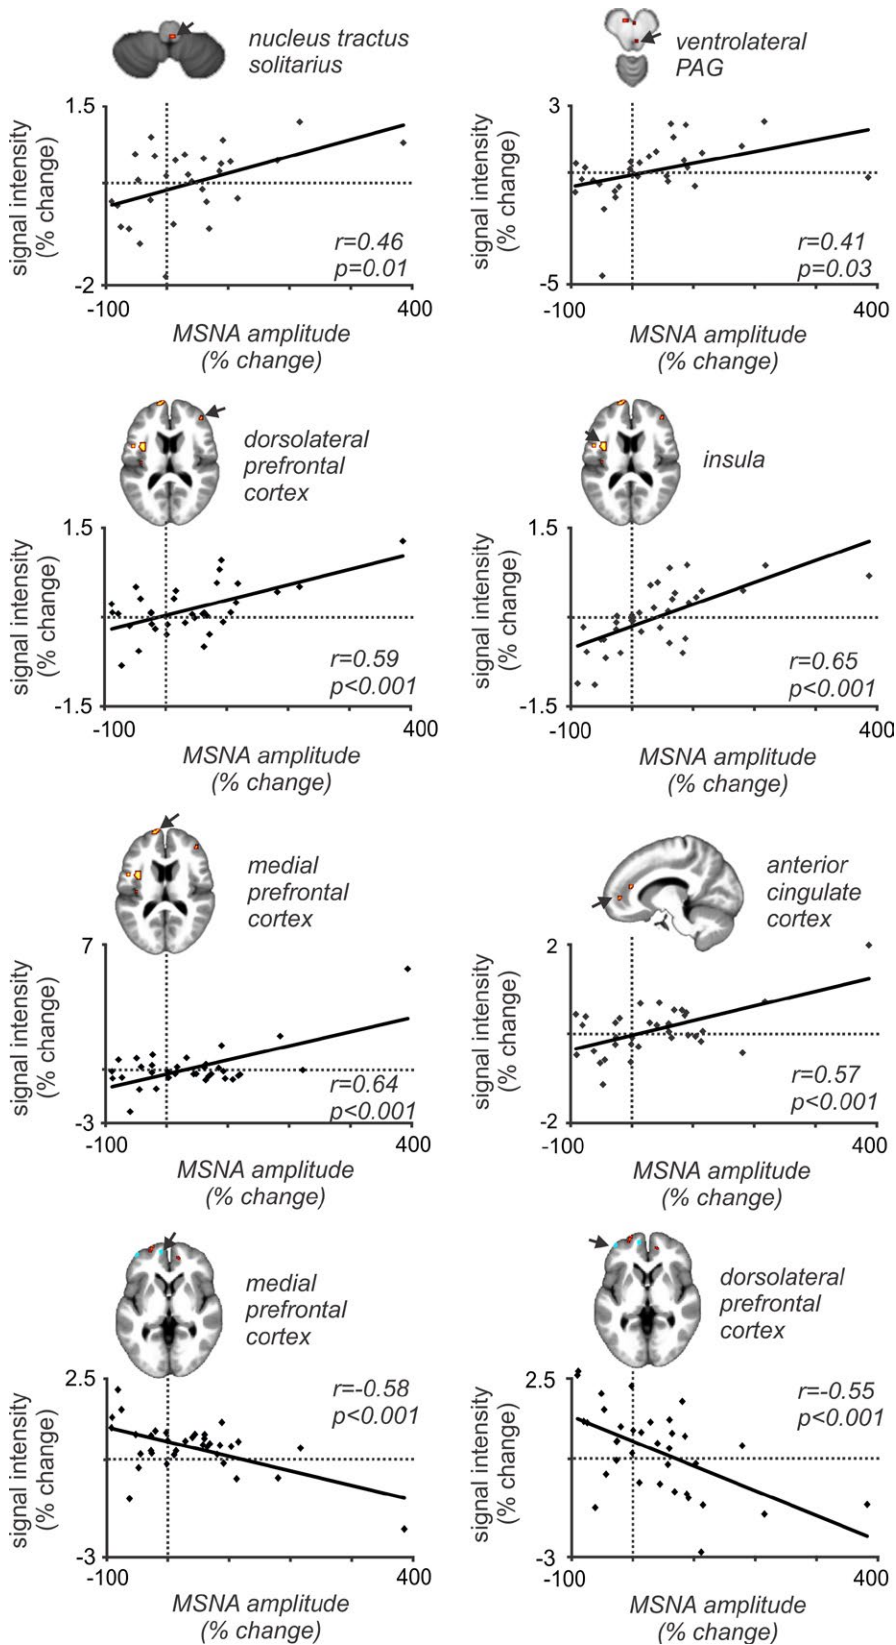 nucleus tractus
solitarius
1.5
signal intensity
(% change)
r=0.46
p=0.01
-2
-100
400
MSNA amplitude
(% change)
ventrolateral
PAG
3
signal intensity
(% change)
r=0.41
p=0.03
-5
-100
400
MSNA amplitude
(% change)
dorsolateral
prefrontal
cortex
1.5
signal intensity
(% change)
r=0.59
p<0.001
-1.5
-100
400
MSNA amplitude
(% change)
insula
1.5
signal intensity
(% change)
r=0.65
p<0.001
-1.5
-100
400
MSNA amplitude
(% change)
medial
prefrontal
cortex
7
signal intensity
(% change)
r=0.64
p<0.001
-3
-100
400
MSNA amplitude
(% change)
anterior
cingulate
cortex
2
signal intensity
(% change)
r=0.57
p<0.001
-2
-100
400
MSNA amplitude
(% change)
medial
prefrontal
cortex
2.5
signal intensity
(% change)
r=-0.58
p<0.001
-3
-100
400
MSNA amplitude
(% change)
dorsolateral
prefrontal
cortex
2.5
signal intensity
(% change)
r=-0.55
p<0.001
-3
-100
400
MSNA amplitude
(% change)